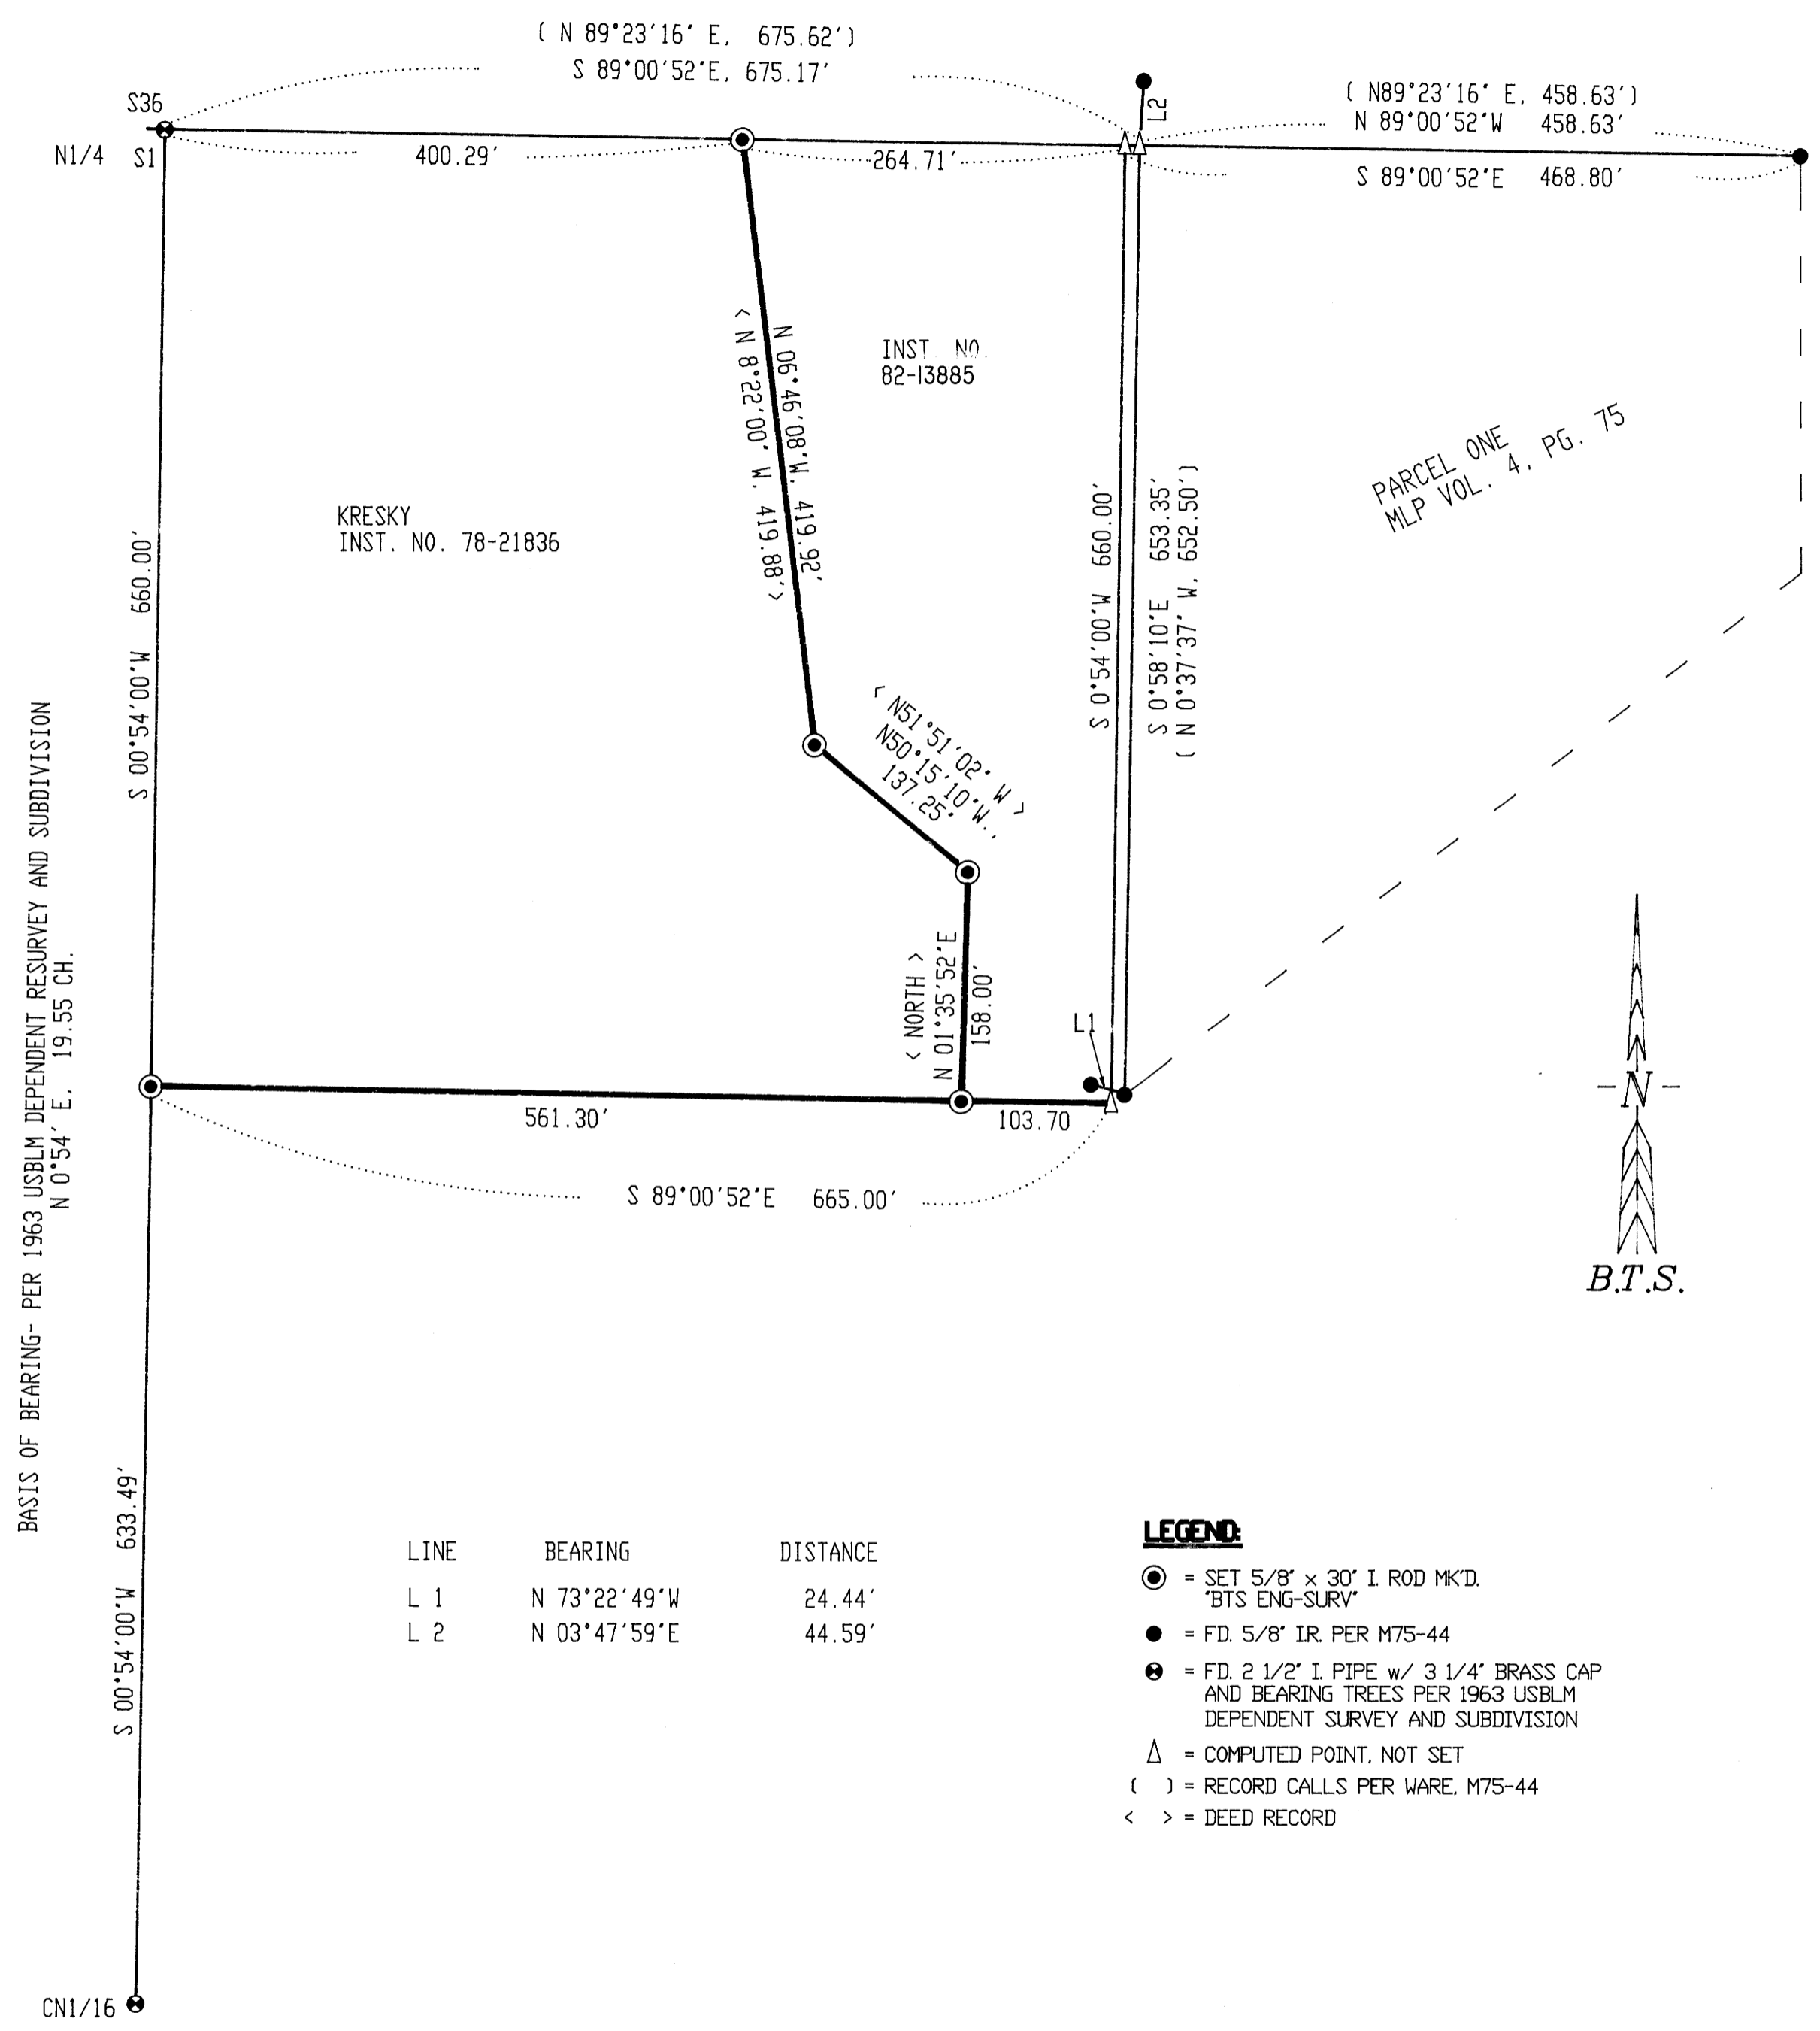 ( N 89°23'16" E, 675.62')
S 89°00'52"E, 675.17'
( N89°23'16" E, 458.63')
N 89°00'52"W 458.63'
S36
N1/4 S1
400.29'
264.71'
L2
S 89°00'52"E 468.80'
INST. NO.
82-13885
N 06°46'08"W, 419.92'
< N 8°22'00" W, 419.88'>
PARCEL ONE
MLP VOL. 4, PG. 75
KRESKY
INST. NO. 78-21836
S 00°54'00"W 660.00'
S 0°54'00"W 660.00'
S 0°58'10"E 653.35'
( N 0°37'37" W, 652.50')
< N51°51'02" W >
N50°15'10"W,
137.25'
BASIS OF BEARING- PER 1963 USBLM DEPENDENT RESURVEY AND SUBDIVISION
N 0°54' E, 19.55 CH.
< NORTH >
N 01°35'52"E
158.00'
L1
561.30'
103.70
S 89°00'52"E 665.00'
N
B.T.S.
S 00°54'00"W 633.49'
LINE BEARING DISTANCE
L 1 N 73°22'49"W 24.44'
L 2 N 03°47'59"E 44.59'
LEGEND:
= SET 5/8" x 30" I. ROD MK'D.
"BTS ENG-SURV"
= FD. 5/8" I.R. PER M75-44
= FD. 2 1/2" I. PIPE w/ 3 1/4" BRASS CAP
AND BEARING TREES PER 1963 USBLM
DEPENDENT SURVEY AND SUBDIVISION
= COMPUTED POINT, NOT SET
( ) = RECORD CALLS PER WARE, M75-44
< > = DEED RECORD
CN1/16